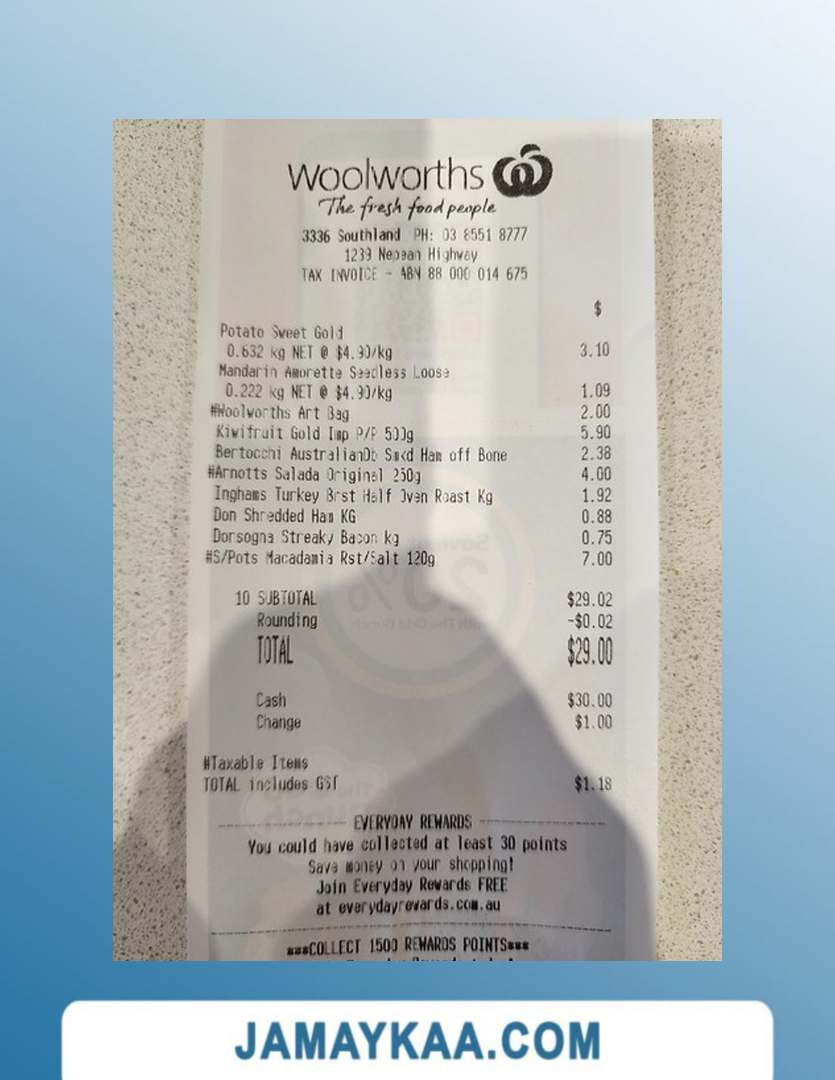 Woolworths
The fresh food people
3336 Southland PH: 03 8551 8777
1239 Nepean Highway
TAX INVOICE - ABN 88 000 014 675
$
Potato Sweet Gold
0.632 kg NET @ $4.90/kg 3.10
Mandarin Amorette Seedless Loose
0.222 kg NET @ $4.90/kg 1.09
#Woolworths Art Bag 2.00
Kiwifruit Gold Imp P/P 500g 5.90
Bertocchi AustralianDb Smkd Ham off Bone 2.38
#Arnotts Salada Original 250g 4.00
Inghams Turkey Brst Half Oven Roast Kg 1.92
Don Shredded Ham KG 0.88
Dorsogna Streaky Bacon kg 0.75
#S/Pots Macadamia Rst/Salt 120g 7.00
10 SUBTOTAL $29.02
Rounding -$0.02
TOTAL $29.00
Cash $30.00
Change $1.00
#Taxable Items
TOTAL includes GST $1.18
EVERYDAY REWARDS
You could have collected at least 30 points
Save money on your shopping!
Join Everyday Rewards FREE
at everydayrewards.com.au
***COLLECT 1500 REWARDS POINTS***
JAMAYKAA.COM